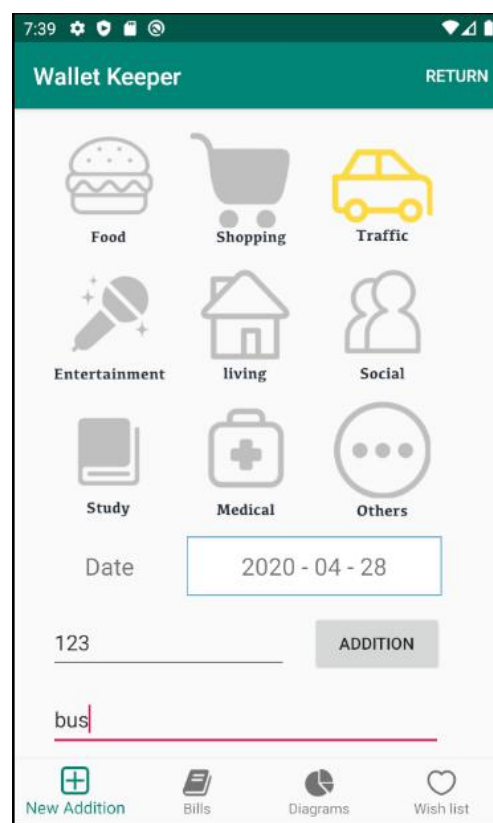 7:39
Wallet Keeper RETURN
Food Shopping Traffic
Entertainment living Social
Study Medical Others
Date 2020 - 04 - 28
123 ADDITION
bus
New Addition Bills Diagrams Wish list